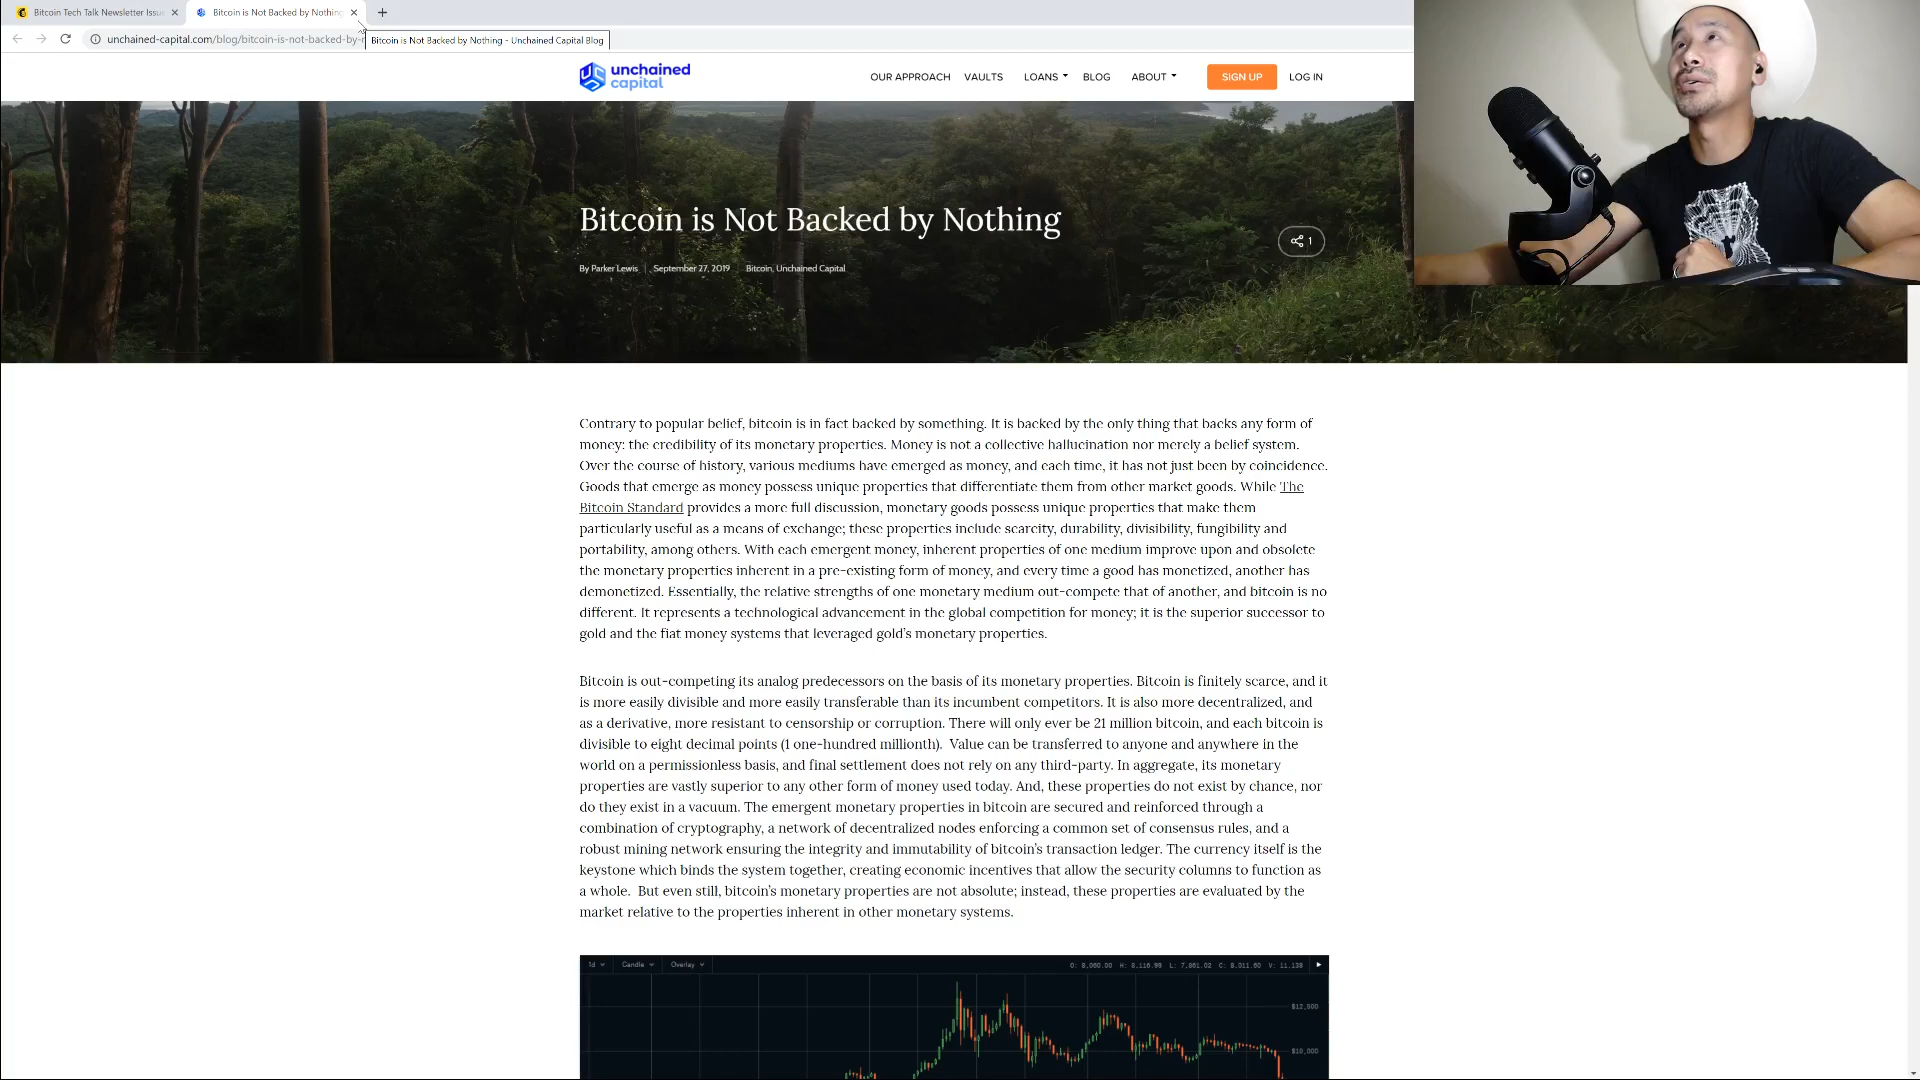 Bitcoin Tech Talk Newsletter Issu
Bitcoin is Not Backed by Nothing
unchained-capital.com/blog/bitcoin-is-not-backed-by-
Bitcoin is Not Backed by Nothing - Unchained Capital Blog
unchained
capital
OUR APPROACH VAULTS LOANS BLOG ABOUT SIGN UP LOG IN
Bitcoin is Not Backed by Nothing
1
By Parker Lewis | September 27, 2019 Bitcoin, Unchained Capital
Contrary to popular belief, bitcoin is in fact backed by something. It is backed by the only thing that backs any form of
money: the credibility of its monetary properties. Money is not a collective hallucination nor merely a belief system.
Over the course of history, various mediums have emerged as money, and each time, it has not just been by coincidence.
Goods that emerge as money possess unique properties that differentiate them from other market goods. While The
Bitcoin Standard provides a more full discussion, monetary goods possess unique properties that make them
particularly useful as a means of exchange; these properties include scarcity, durability, divisibility, fungibility and
portability, among others. With each emergent money, inherent properties of one medium improve upon and obsolete
the monetary properties inherent in a pre-existing form of money, and every time a good has monetized, another has
demonetized. Essentially, the relative strengths of one monetary medium out-compete that of another, and bitcoin is no
different. It represents a technological advancement in the global competition for money; it is the superior successor to
gold and the fiat money systems that leveraged gold's monetary properties.
Bitcoin is out-competing its analog predecessors on the basis of its monetary properties. Bitcoin is finitely scarce, and it
is more easily divisible and more easily transferable than its incumbent competitors. It is also more decentralized, and
as a derivative, more resistant to censorship or corruption. There will only ever be 21 million bitcoin, and each bitcoin is
divisible to eight decimal points (1 one-hundred millionth). Value can be transferred to anyone and anywhere in the
world on a permissionless basis, and final settlement does not rely on any third-party. In aggregate, its monetary
properties are vastly superior to any other form of money used today. And, these properties do not exist by chance, nor
do they exist in a vacuum. The emergent monetary properties in bitcoin are secured and reinforced through a
combination of cryptography, a network of decentralized nodes enforcing a common set of consensus rules, and a
robust mining network ensuring the integrity and immutability of bitcoin's transaction ledger. The currency itself is the
keystone which binds the system together, creating economic incentives that allow the security columns to function as
a whole. But even still, bitcoin's monetary properties are not absolute; instead, these properties are evaluated by the
market relative to the properties inherent in other monetary systems.
1d Candle Overlay O: 8,060.00 H: 8,116.99 L: 7,861.02 C: 8,011.60 V: 11,138
$12,500
$10,000